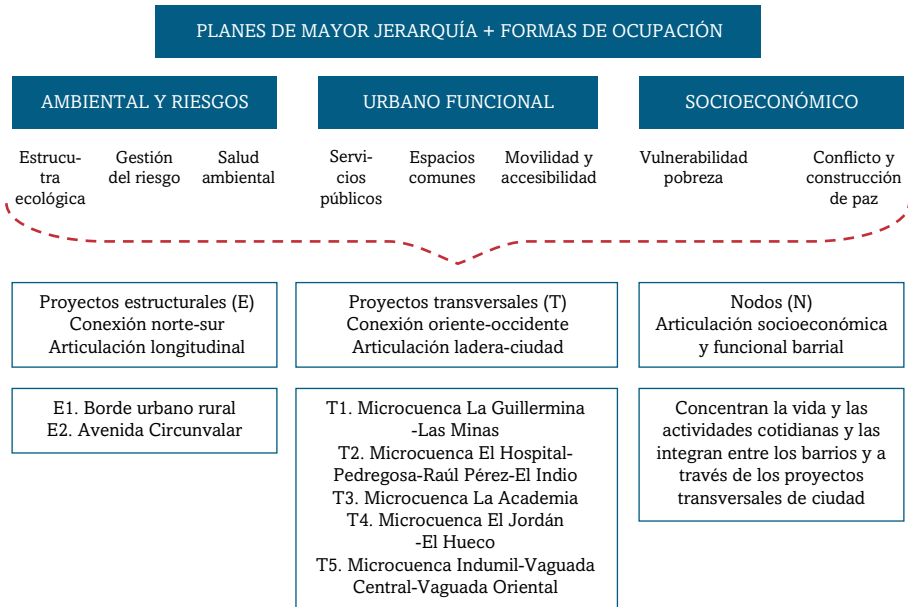 PLANES DE MAYOR JERARQUÍA + FORMAS DE OCUPACIÓN
AMBIENTAL Y RIESGOS
Estrucu-
tra
ecológica
Gestión
del riesgo
Salud
ambiental
URBANO FUNCIONAL
Servi-
cios
públicos
Espacios
comunes
Movilidad y
accesibilidad
SOCIOECONÓMICO
Vulnerabilidad
pobreza
Conflicto y
construcción
de paz
Proyectos estructurales (E)
Conexión norte-sur
Articulación longitudinal
Proyectos transversales (T)
Conexión oriente-occidente
Articulación ladera-ciudad
Nodos (N)
Articulación socioeconómica
y funcional barrial
E1. Borde urbano rural
E2. Avenida Circunvalar
T1. Microcuenca La Guillermina
-Las Minas
T2. Microcuenca El Hospital-
Pedregosa-Raúl Pérez-El Indio
T3. Microcuenca La Academia
T4. Microcuenca El Jordán
-El Hueco
T5. Microcuenca Indumil-Vaguada
Central-Vaguada Oriental
Concentran la vida y las
actividades cotidianas y las
integran entre los barrios y a
través de los proyectos
transversales de ciudad